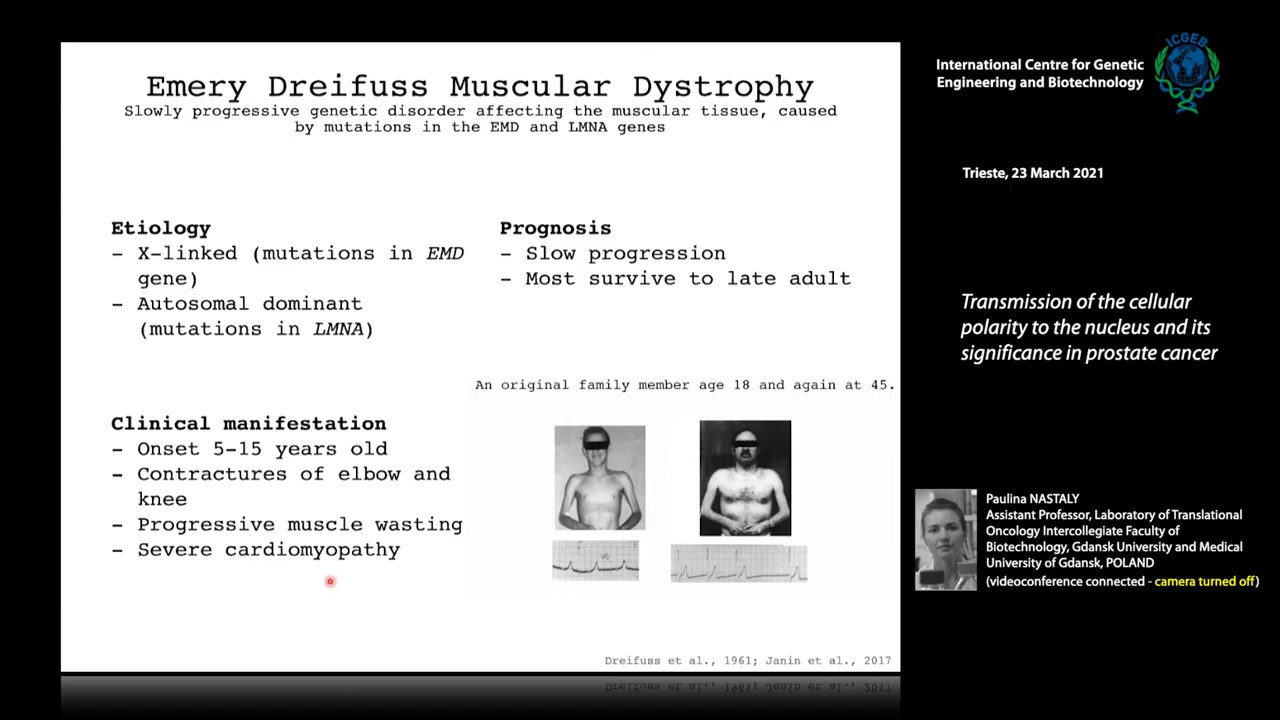 Emery Dreifuss Muscular Dystrophy
Slowly progressive genetic disorder affecting the muscular tissue, caused
by mutations in the EMD and LMNA genes
Etiology
- X-linked (mutations in EMD
gene)
- Autosomal dominant
(mutations in LMNA)
Prognosis
- Slow progression
- Most survive to late adult
Clinical manifestation
- Onset 5-15 years old
- Contractures of elbow and
knee
- Progressive muscle wasting
- Severe cardiomyopathy
An original family member age 18 and again at 45.
Dreifuss et al., 1961; Janin et al., 2017
International Centre for Genetic
Engineering and Biotechnology
ICGEB
Trieste, 23 March 2021
Transmission of the cellular
polarity to the nucleus and its
significance in prostate cancer
Paulina NASTALY
Assistant Professor, Laboratory of Translational
Oncology Intercollegiate Faculty of
Biotechnology, Gdansk University and Medical
University of Gdansk, POLAND
(videoconference connected - camera turned off)